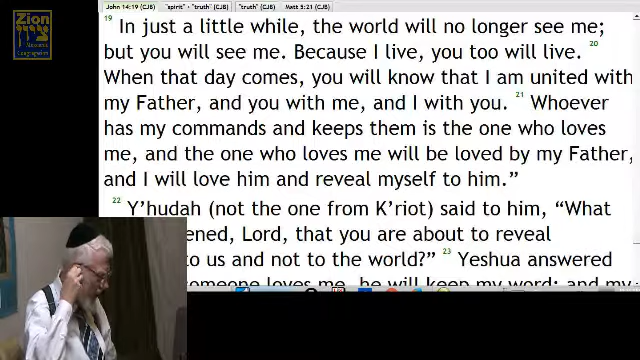 Zion
ציון
Messianic
Congregation
John 14:19 (CJB)
"spirit" + "truth" (CJB)
"truth" (CJB)
Matt 5:21 (CJB)
19 In just a little while, the world will no longer see me;
but you will see me. Because I live, you too will live. 20
When that day comes, you will know that I am united with
my Father, and you with me, and I with you. 21 Whoever
has my commands and keeps them is the one who loves
me, and the one who loves me will be loved by my Father,
and I will love him and reveal myself to him.”
22 Y’hudah (not the one from K’riot) said to him, “What
ened, Lord, that you are about to reveal
to us and not to the world?” 23 Yeshua answered
omeone loves me, he will keep my word; and my